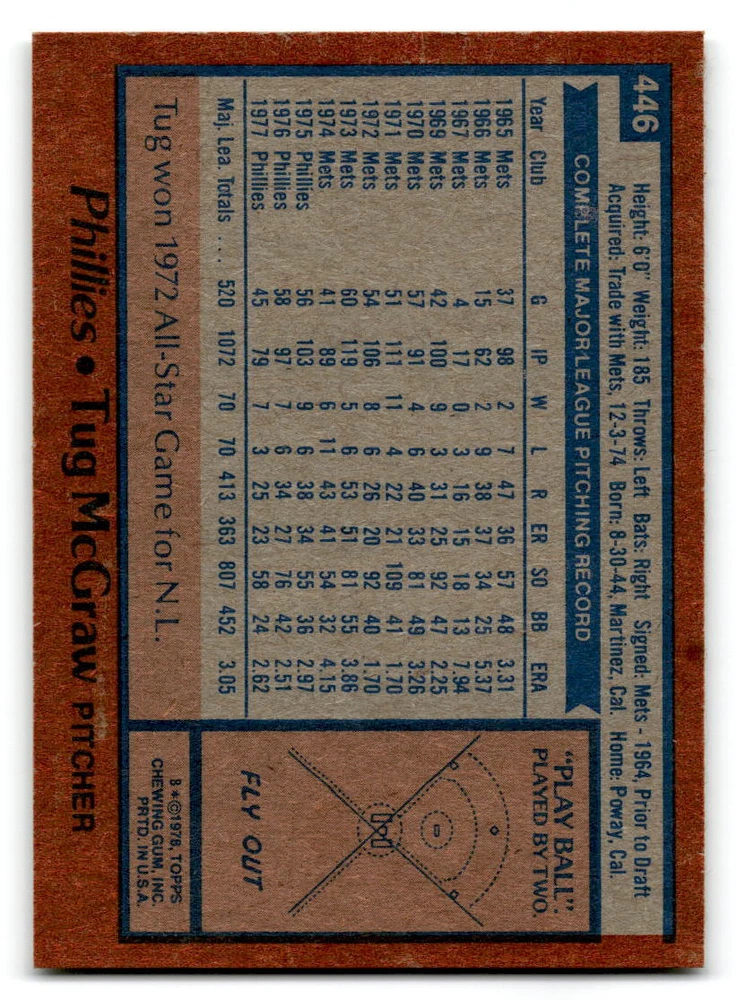 446
Height: 6'0" Weight: 185 Throws: Left Bats: Right Signed: Mets - 1964, Prior to Draft
Acquired: Trade with Mets, 12-3-74 Born: 8-30-44, Martinez, Cal. Home: Poway, Cal.
COMPLETE MAJOR LEAGUE PITCHING RECORD
Year Club G IP W L R ER SO BB ERA
1965 Mets 37 98 2 7 47 36 57 48 3.31
1966 Mets 15 62 2 9 38 37 34 25 5.37
1967 Mets 4 17 0 3 16 15 18 13 7.94
1969 Mets 42 100 9 3 31 25 92 47 2.25
1970 Mets 57 91 4 6 40 33 81 49 3.26
1971 Mets 51 111 11 4 22 21 109 41 1.70
1972 Mets 54 106 8 6 26 20 92 40 1.70
1973 Mets 60 119 5 6 53 51 81 55 3.86
1974 Mets 41 89 6 11 43 41 54 32 4.15
1975 Phillies 56 103 9 6 38 34 55 36 2.97
1976 Phillies 58 97 7 6 34 27 76 42 2.51
1977 Phillies 45 79 7 3 25 23 58 24 2.62
Maj. Lea. Totals .... 520 1072 70 70 413 363 807 452 3.05
Tug won 1972 All-Star Game for N.L.
"PLAY BALL".
PLAYED BY TWO.
FLY OUT
B*©1978, TOPPS
CHEWING GUM, INC.
PRTD. IN U.S.A.
Phillies • Tug McGraw PITCHER